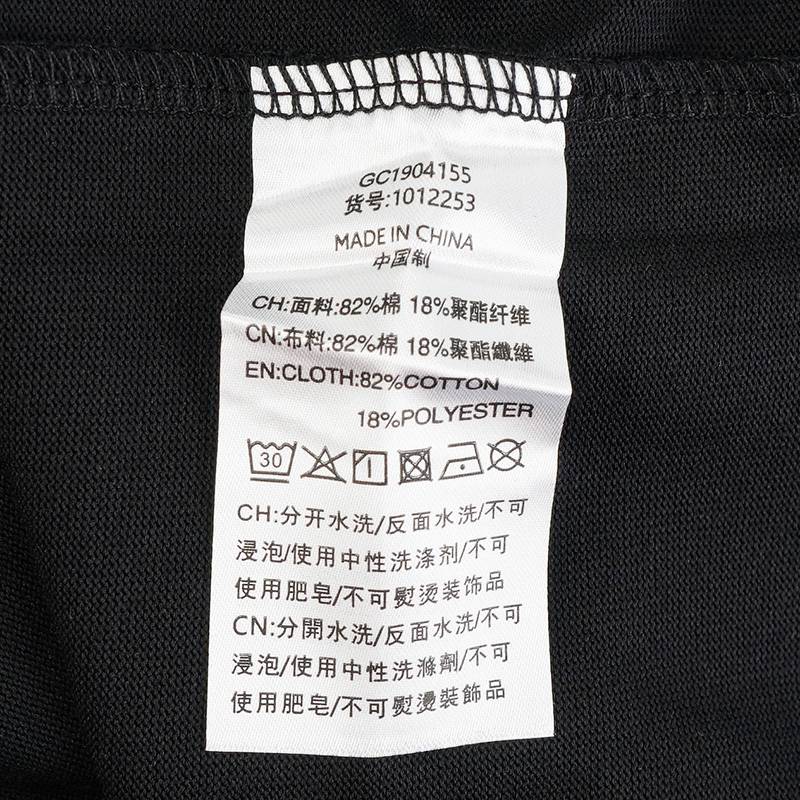 GC1904155
货号:1012253
MADE IN CHINA
中国制
CH:面料:82%棉 18%聚酯纤维
CN:布料:82%棉 18%聚酯纖維
EN:CLOTH:82%COTTON
18%POLYESTER
30
CH:分开水洗/反面水洗/不可
浸泡/使用中性洗涤剂/不可
使用肥皂/不可熨烫装饰品
CN:分開水洗/反面水洗/不可
浸泡/使用中性洗滌劑/不可
使用肥皂/不可熨燙裝飾品